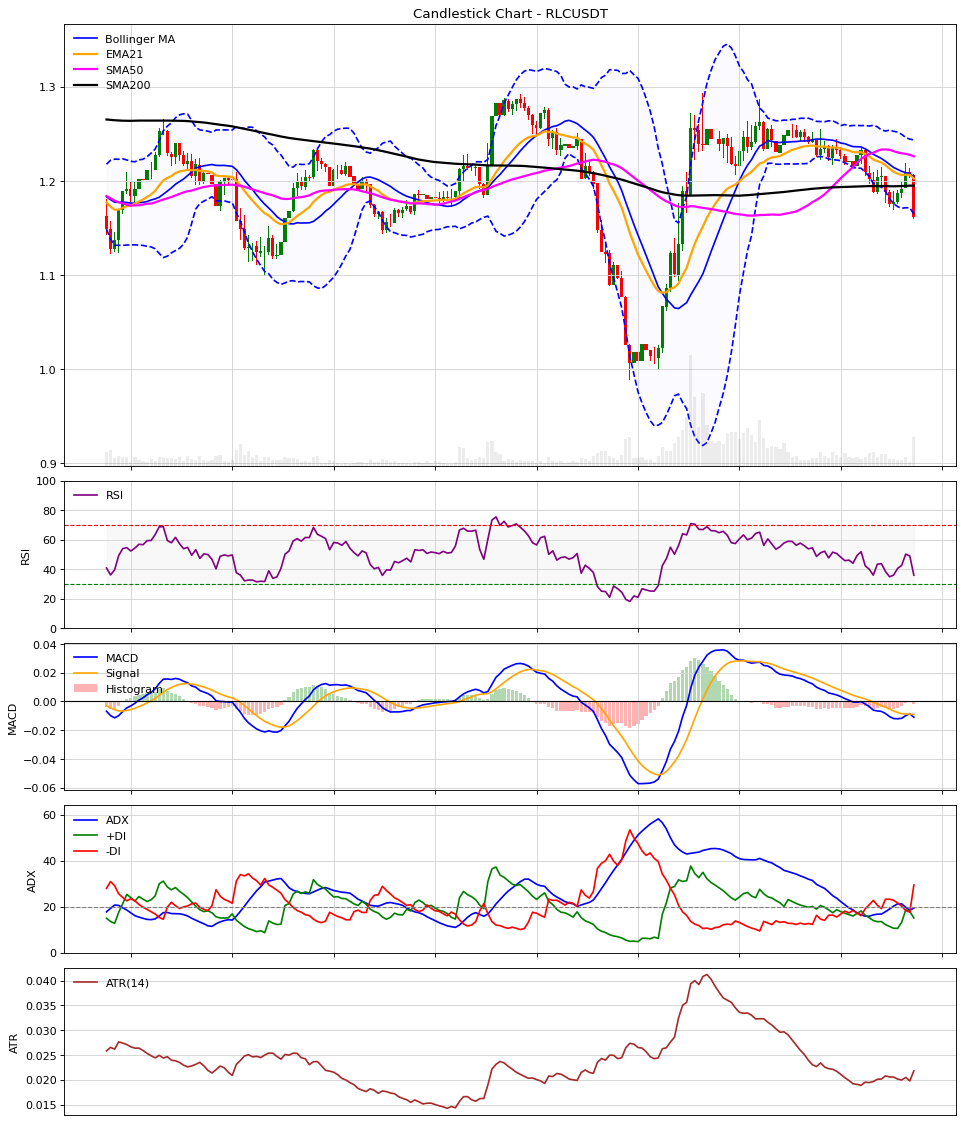 Candlestick Chart - RLCUSDT
Bollinger MA
EMA21
SMA50
SMA200
1.3
1.2
1.1
1.0
0.9
RSI
RSI
100
80
60
40
20
0
MACD
Signal
Histogram
MACD
0.04
0.02
0.00
−0.02
−0.04
−0.06
ADX
+DI
-DI
ADX
60
40
20
0
ATR(14)
ATR
0.040
0.035
0.030
0.025
0.020
0.015